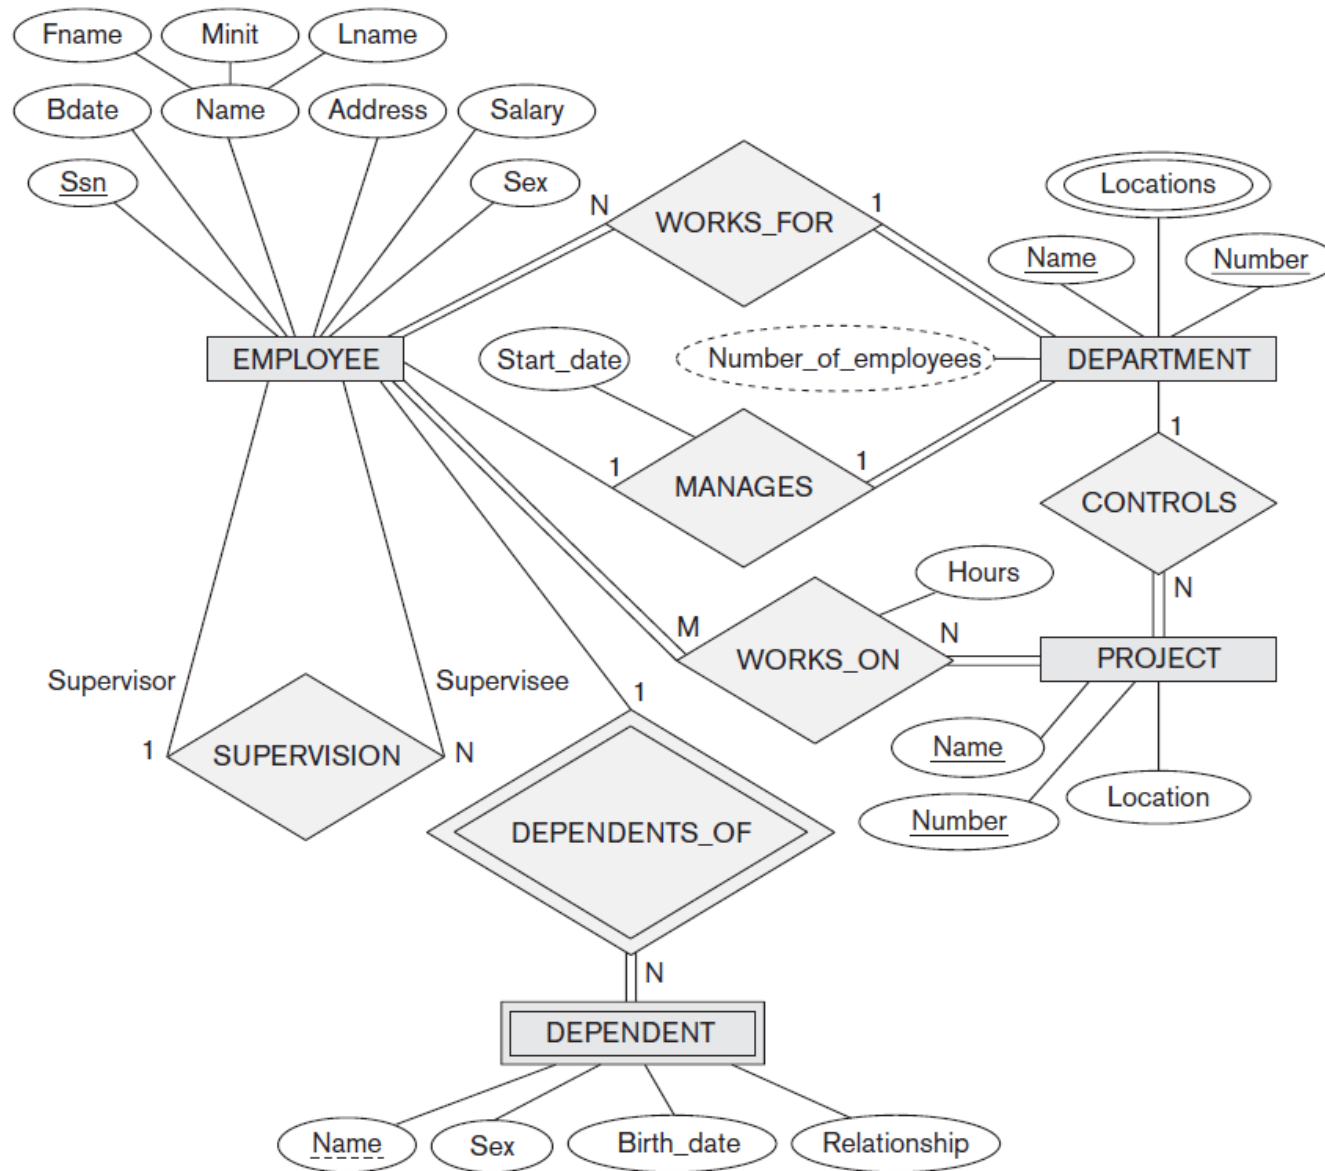 Fname Minit Lname
Bdate Name Address Salary
Ssn Sex
N WORKS_FOR 1
Locations
Name Number
EMPLOYEE Start_date Number_of_employees DEPARTMENT
1 MANAGES 1
1
CONTROLS
N
Hours
M WORKS_ON N
PROJECT
Supervisor Supervisee
1
1 SUPERVISION N
Name
Number
Location
DEPENDENTS_OF
N
DEPENDENT
Name Sex Birth_date Relationship